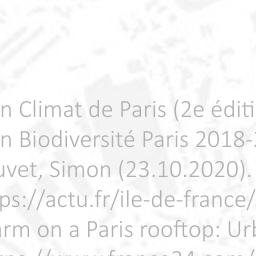 n Climat de Paris (2e éditi
n Biodiversité Paris 2018-
uvet, Simon (23.10.2020).
ps://actu.fr/ile-de-france/
arm on a Paris rooftop: Url